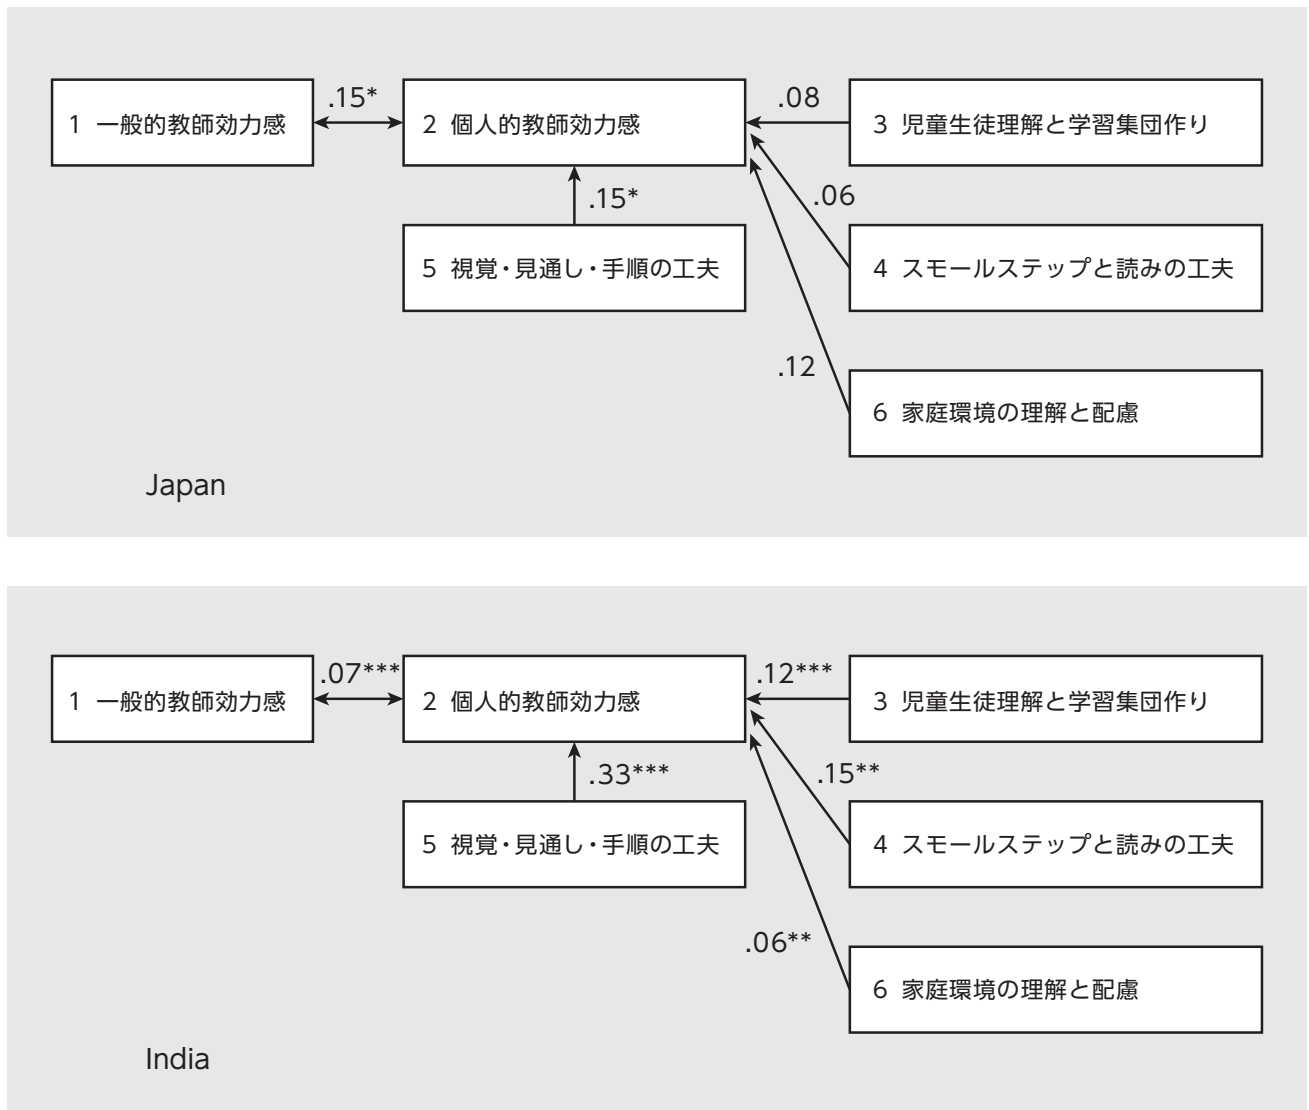 .15*
.08
1 一般的教師効力感
2 個人的教師効力感
3 児童生徒理解と学習集団作り
.15*
.06
5 視覚・見通し・手順の工夫
4 スモールステップと読みの工夫
.12
6 家庭環境の理解と配慮
Japan
.07***
.12***
1 一般的教師効力感
2 個人的教師効力感
3 児童生徒理解と学習集団作り
.33***
.15**
5 視覚・見通し・手順の工夫
4 スモールステップと読みの工夫
.06**
6 家庭環境の理解と配慮
India